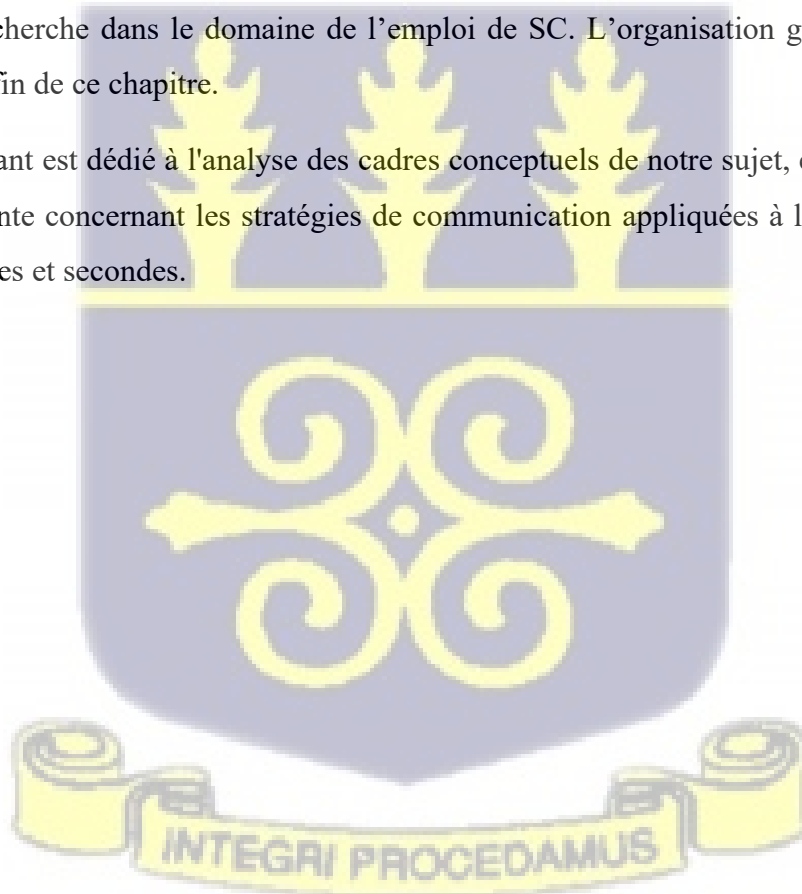 cherche dans le domaine de l’emploi de SC. L’organisation g
fin de ce chapitre.
ant est dédié à l'analyse des cadres conceptuels de notre sujet,
nte concernant les stratégies de communication appliquées à l
es et secondes.
INTEGRI PROCEDAMUS